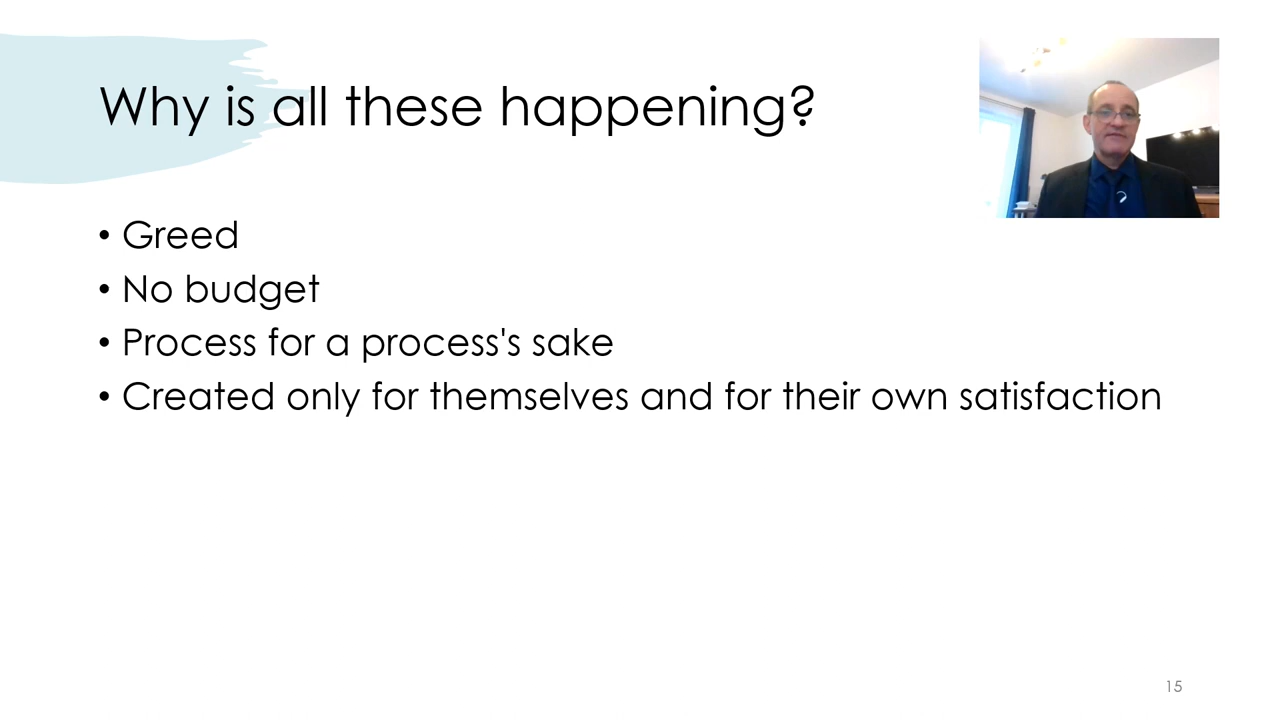 Why is all these happening?
• Greed
• No budget
• Process for a process's sake
• Created only for themselves and for their own satisfaction
15